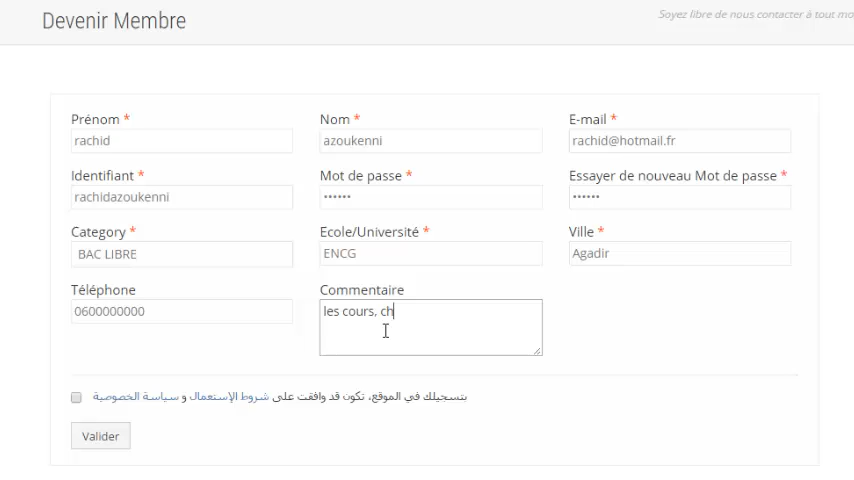 Devenir Membre
Soyez libre de nous contacter à tout mo
Prénom * Nom * E-mail *
rachid azoukenni rachid@hotmail.fr
Identifiant * Mot de passe * Essayer de nouveau Mot de passe *
rachidazoukenni •••••• ••••••
Category * Ecole/Université * Ville *
BAC LIBRE ENCG Agadir
Téléphone Commentaire
0600000000 les cours, ch
بتسجيلك في الموقع، تكون قد وافقت على شروط الإستعمال و سياسة الخصوصية
Valider